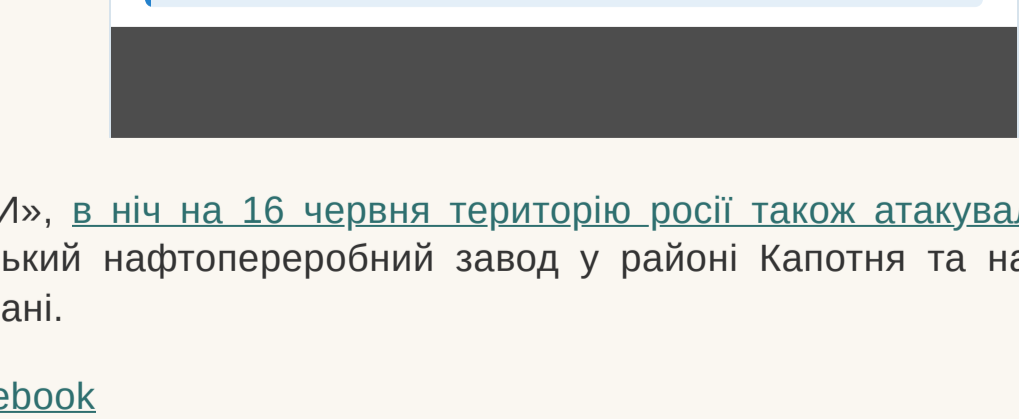 И», в ніч на 16 червня територію росії також атакувал
ький нафтопереробний завод у районі Капотня та на
ані.
ebook